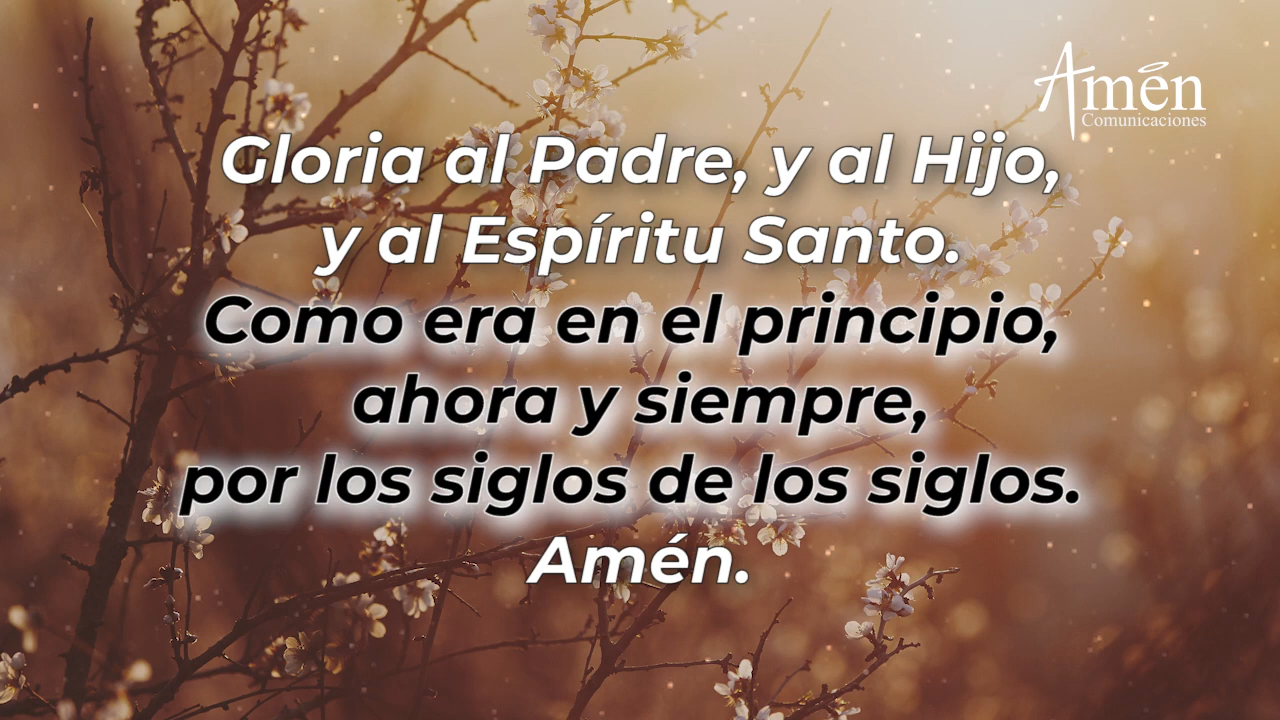 Amén
Comunicaciones
Gloria al Padre, y al Hijo,
y al Espíritu Santo.
Como era en el principio,
ahora y siempre,
por los siglos de los siglos.
Amén.